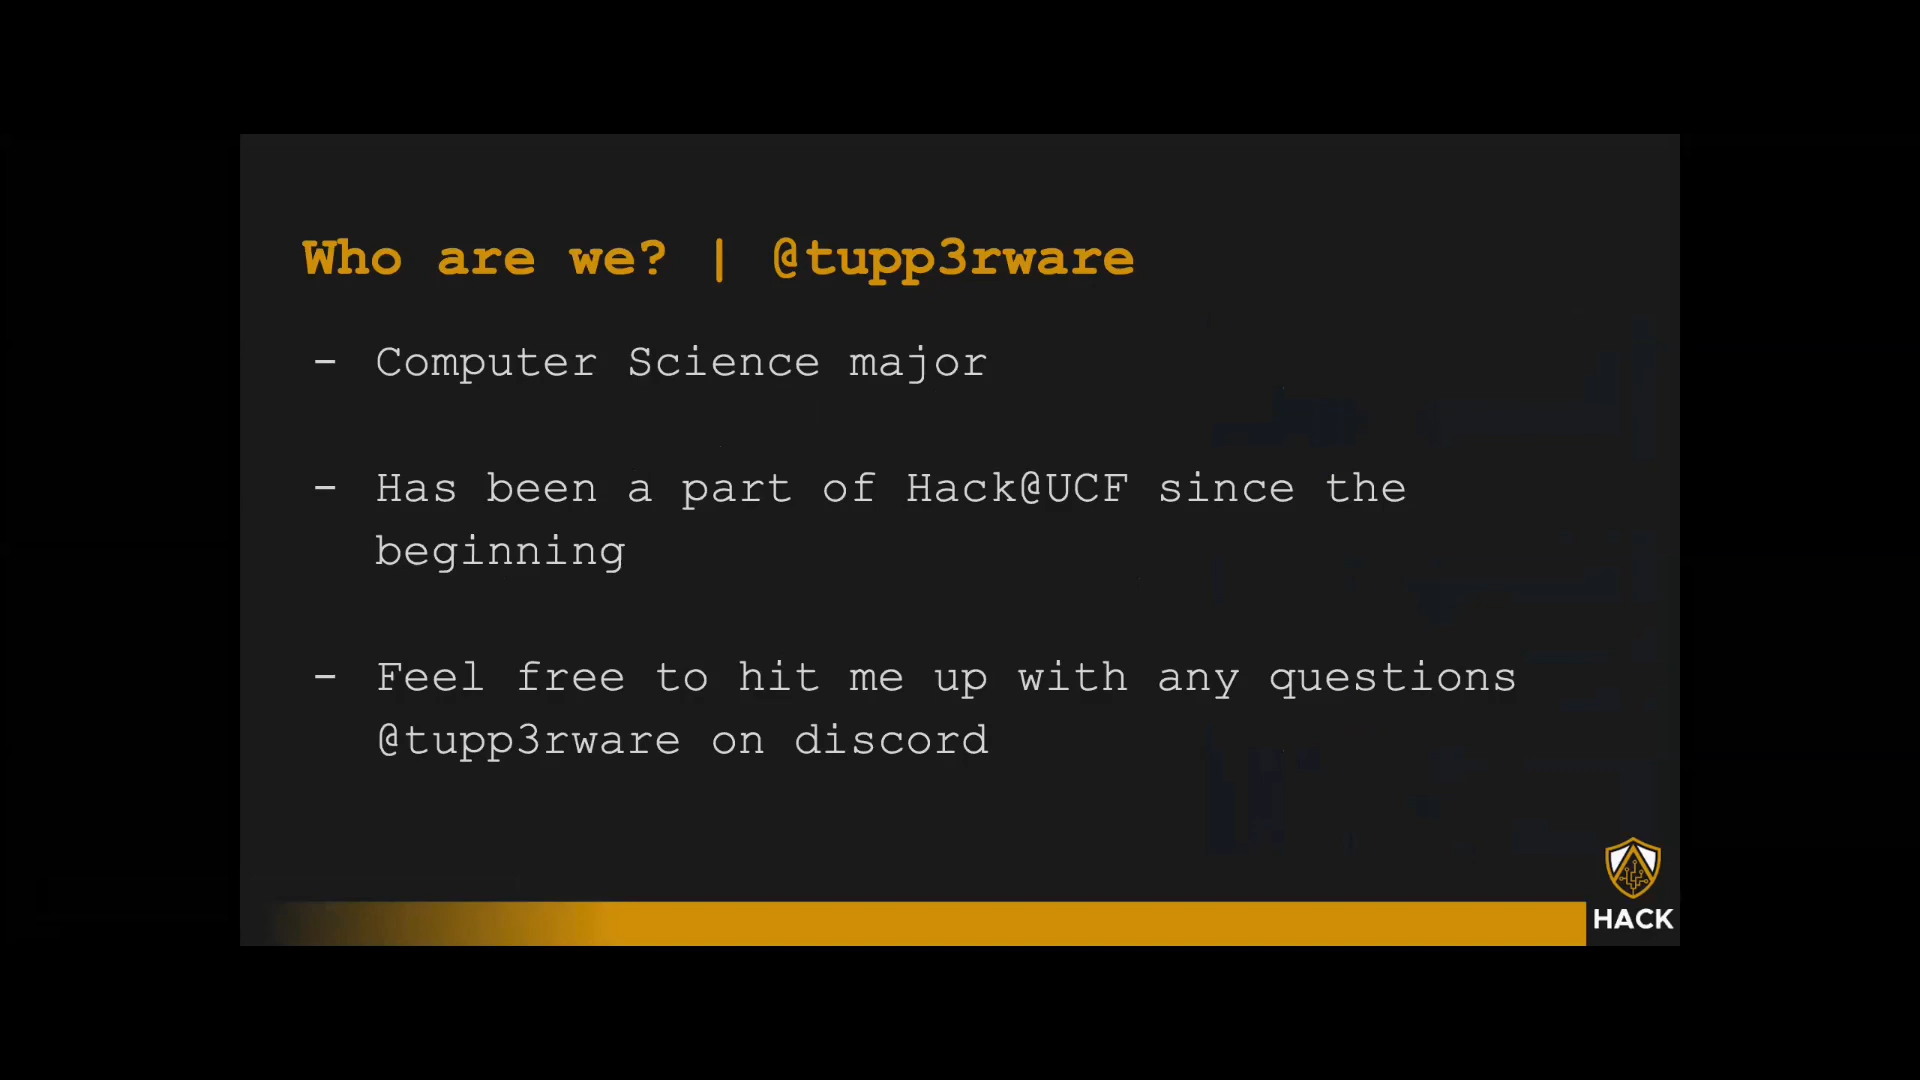 Who are we? | @tupp3rware
- Computer Science major
- Has been a part of Hack@UCF since the
beginning
- Feel free to hit me up with any questions
@tupp3rware on discord
HACK